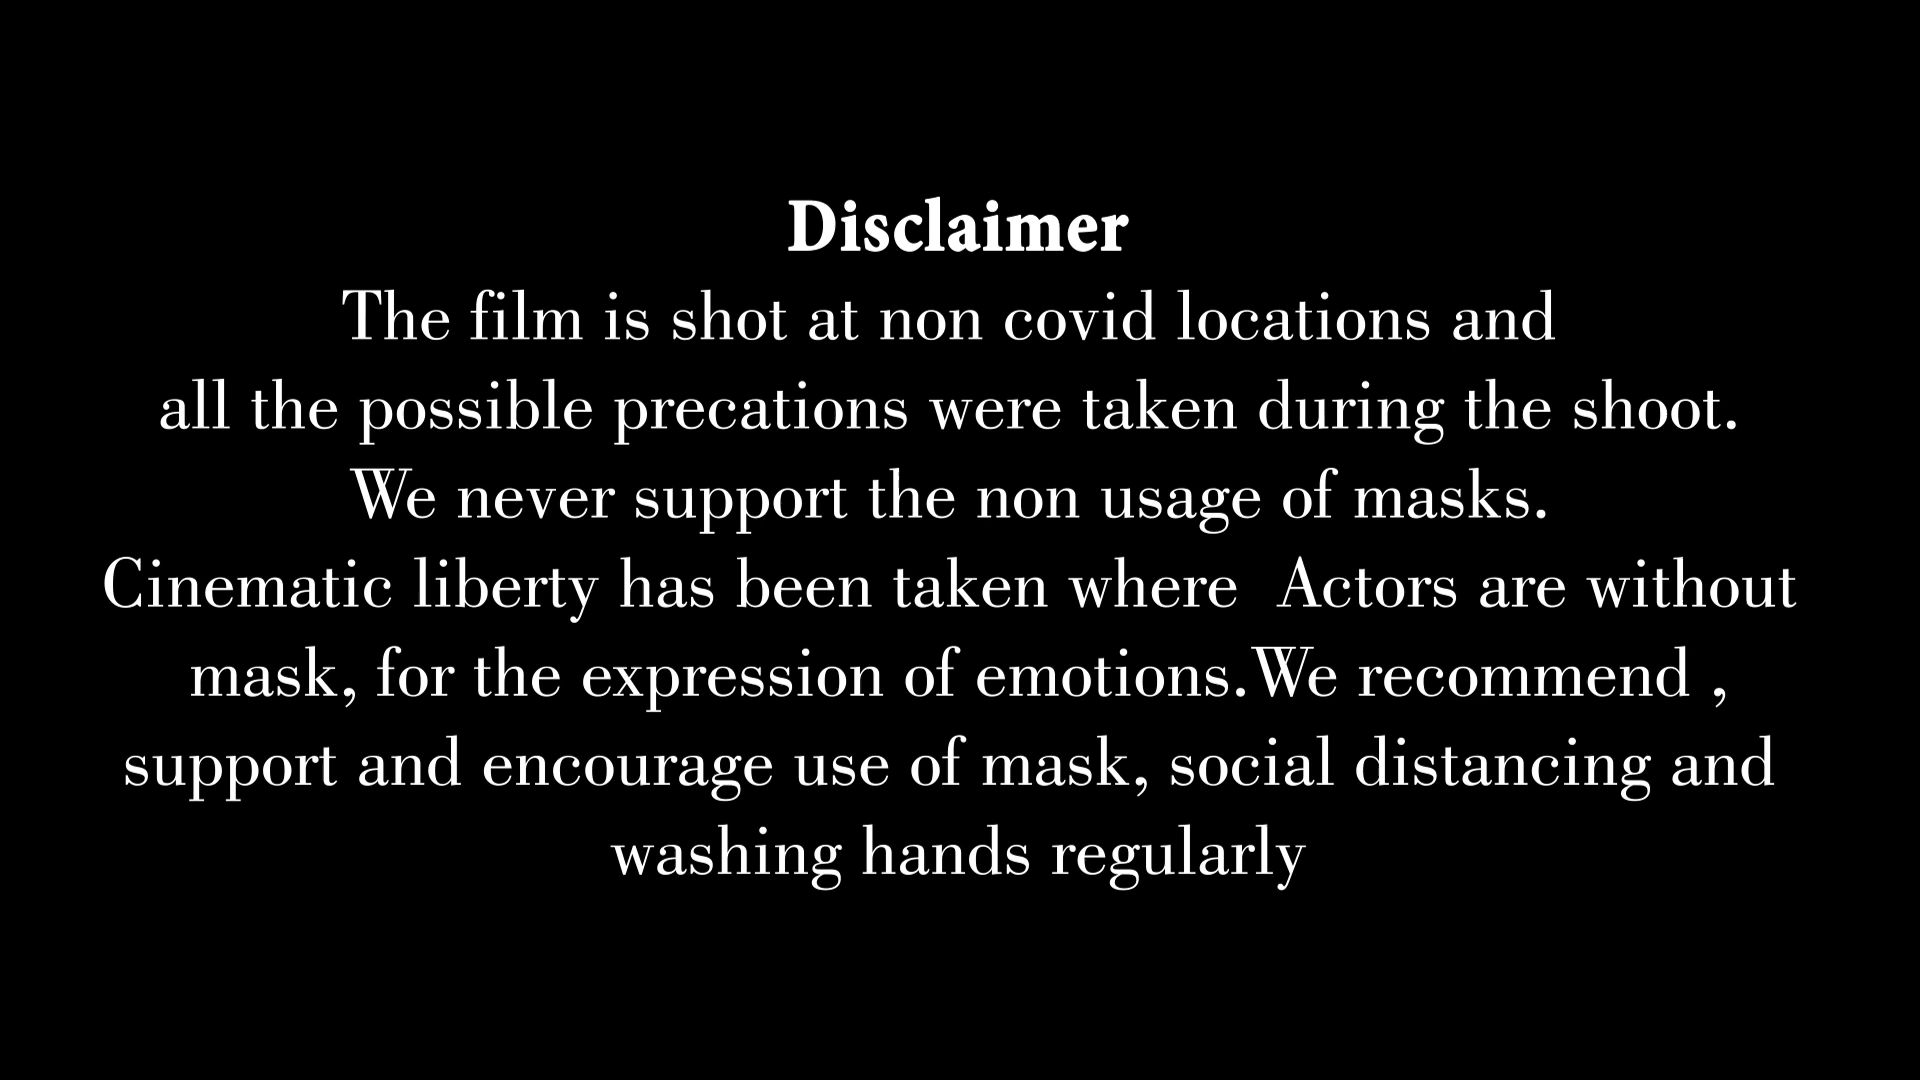 Disclaimer
The film is shot at non covid locations and
all the possible precations were taken during the shoot.
We never support the non usage of masks.
Cinematic liberty has been taken where  Actors are without
mask, for the expression of emotions.We recommend ,
support and encourage use of mask, social distancing and
washing hands regularly